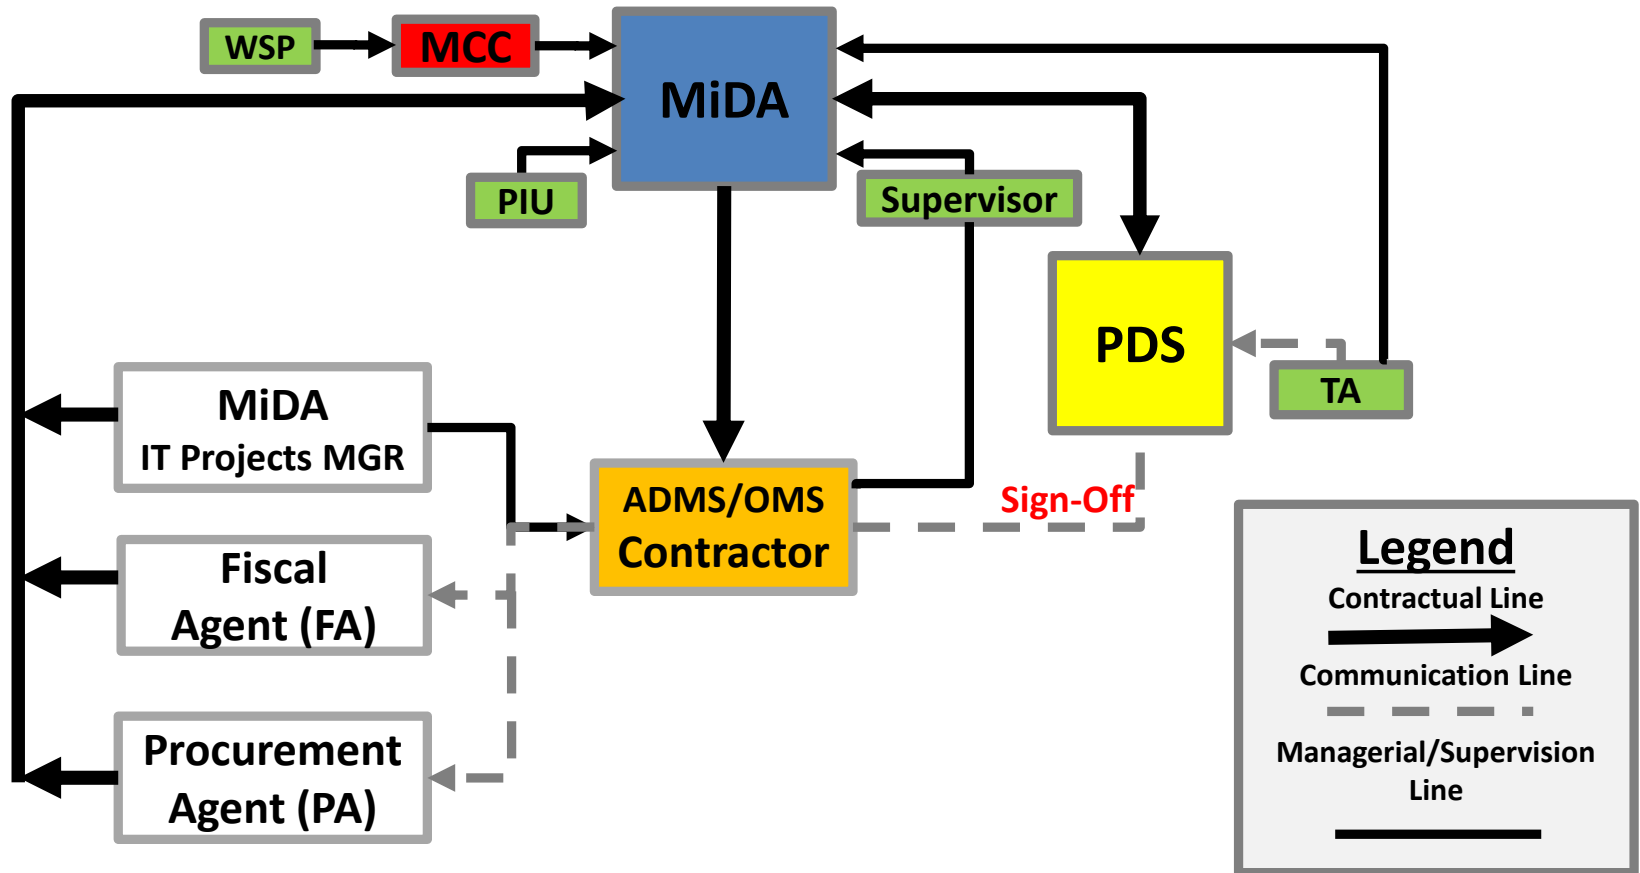 WSP
MCC
MiDA
PIU
Supervisor
PDS
TA
MiDA
IT Projects MGR
ADMS/OMS
Contractor
Sign-Off
Fiscal
Agent (FA)
Procurement
Agent (PA)
Legend
Contractual Line
Communication Line
Managerial/Supervision
Line